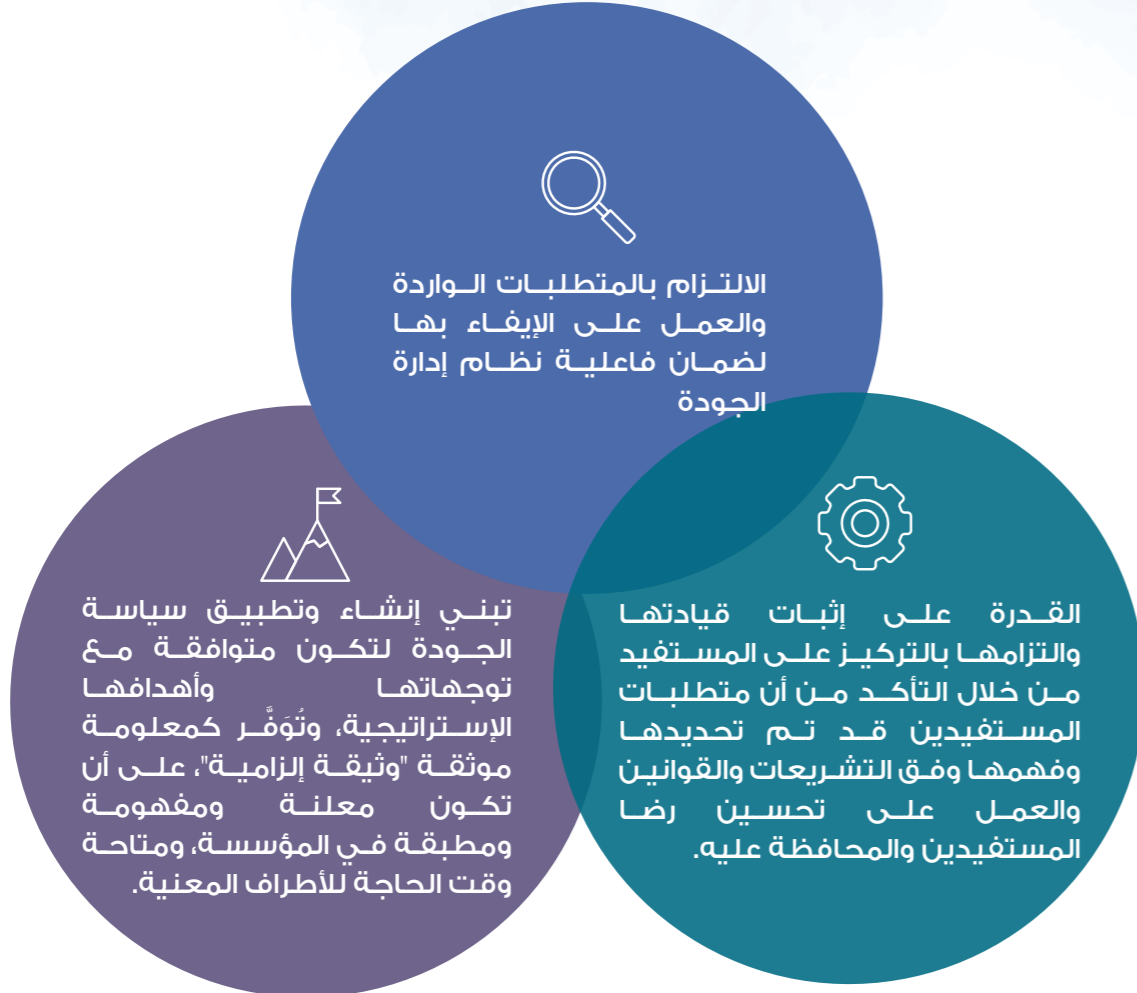 الالتزام بالمتطلبات الواردة
والعمل على الإيفاء بها
لضمان فاعلية نظام إدارة
الجودة
القدرة على إثبات قيادتها
والتزامها بالتركيز على المستفيد
من خلال التأكد من أن متطلبات
المستفيدين قد تم تحديدها
وفهمها وفق التشريعات والقوانين
والعمل على تحسين رضا
المستفيدين والمحافظة عليه.
تبني إنشاء وتطبيق سياسة
الجودة لتكون متوافقة مع
توجهاتها وأهدافها
الإستراتيجية، وتُوَفَّر كمعلومة
موثقة "وثيقة إلزامية"، على أن
تكون معلنة ومفهومة
ومطبقة في المؤسسة، ومتاحة
وقت الحاجة للأطراف المعنية.